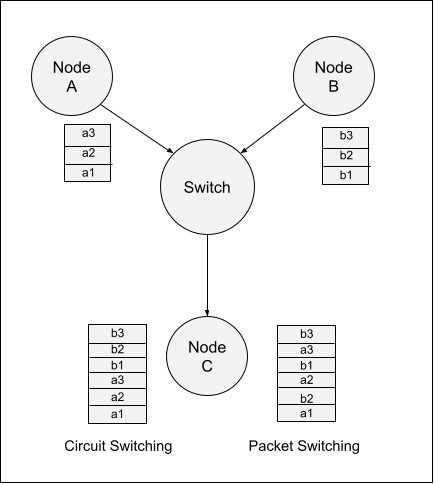 Node
A
Node
B
a3
a2
a1
b3
b2
b1
Switch
Node
C
b3
b2
b1
a3
a2
a1
b3
a3
b1
a2
b2
a1
Circuit Switching
Packet Switching